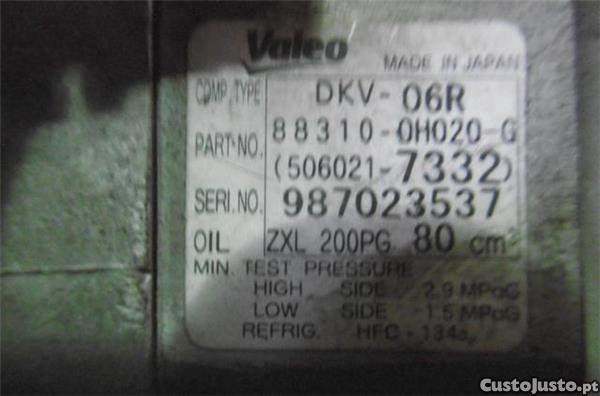 Valeo
MADE IN JAPAN
COMP. TYPE DKV-06R
PART NO. 88310-0H020-G
(506021-7332)
SERI.NO. 987023537
OIL ZXL 200PG 80 cm³
MIN. TEST PRESSURE
HIGH SIDE 2.9 MPaG
LOW SIDE 1.5 MPaG
REFRIG. HFC-134a
CustoJusto.pt